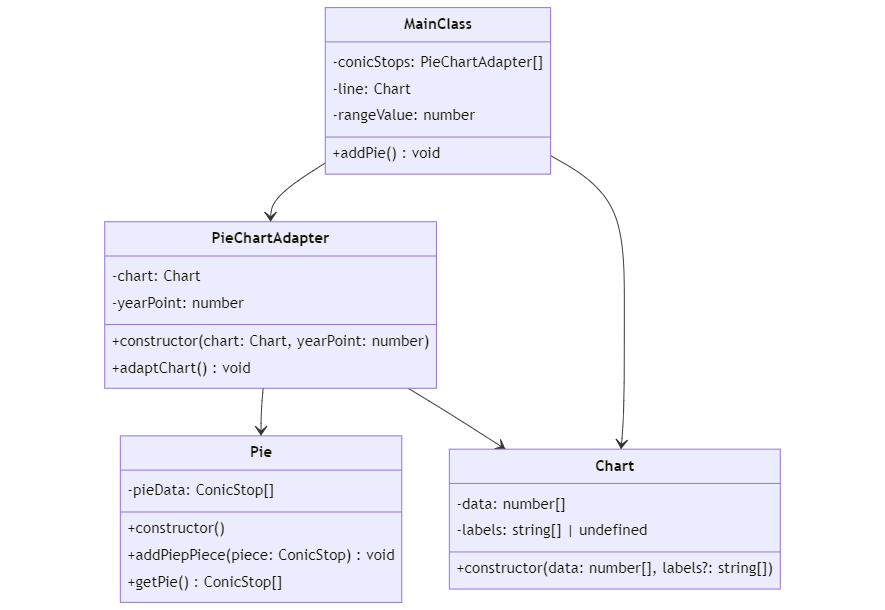 MainClass
-conicStops: PieChartAdapter[]
-line: Chart
-rangeValue: number
+addPie() : void
PieChartAdapter
-chart: Chart
-yearPoint: number
+constructor(chart: Chart, yearPoint: number)
+adaptChart() : void
Pie
-pieData: ConicStop[]
+constructor()
+addPiepPiece(piece: ConicStop) : void
+getPie() : ConicStop[]
Chart
-data: number[]
-labels: string[] | undefined
+constructor(data: number[], labels?: string[])